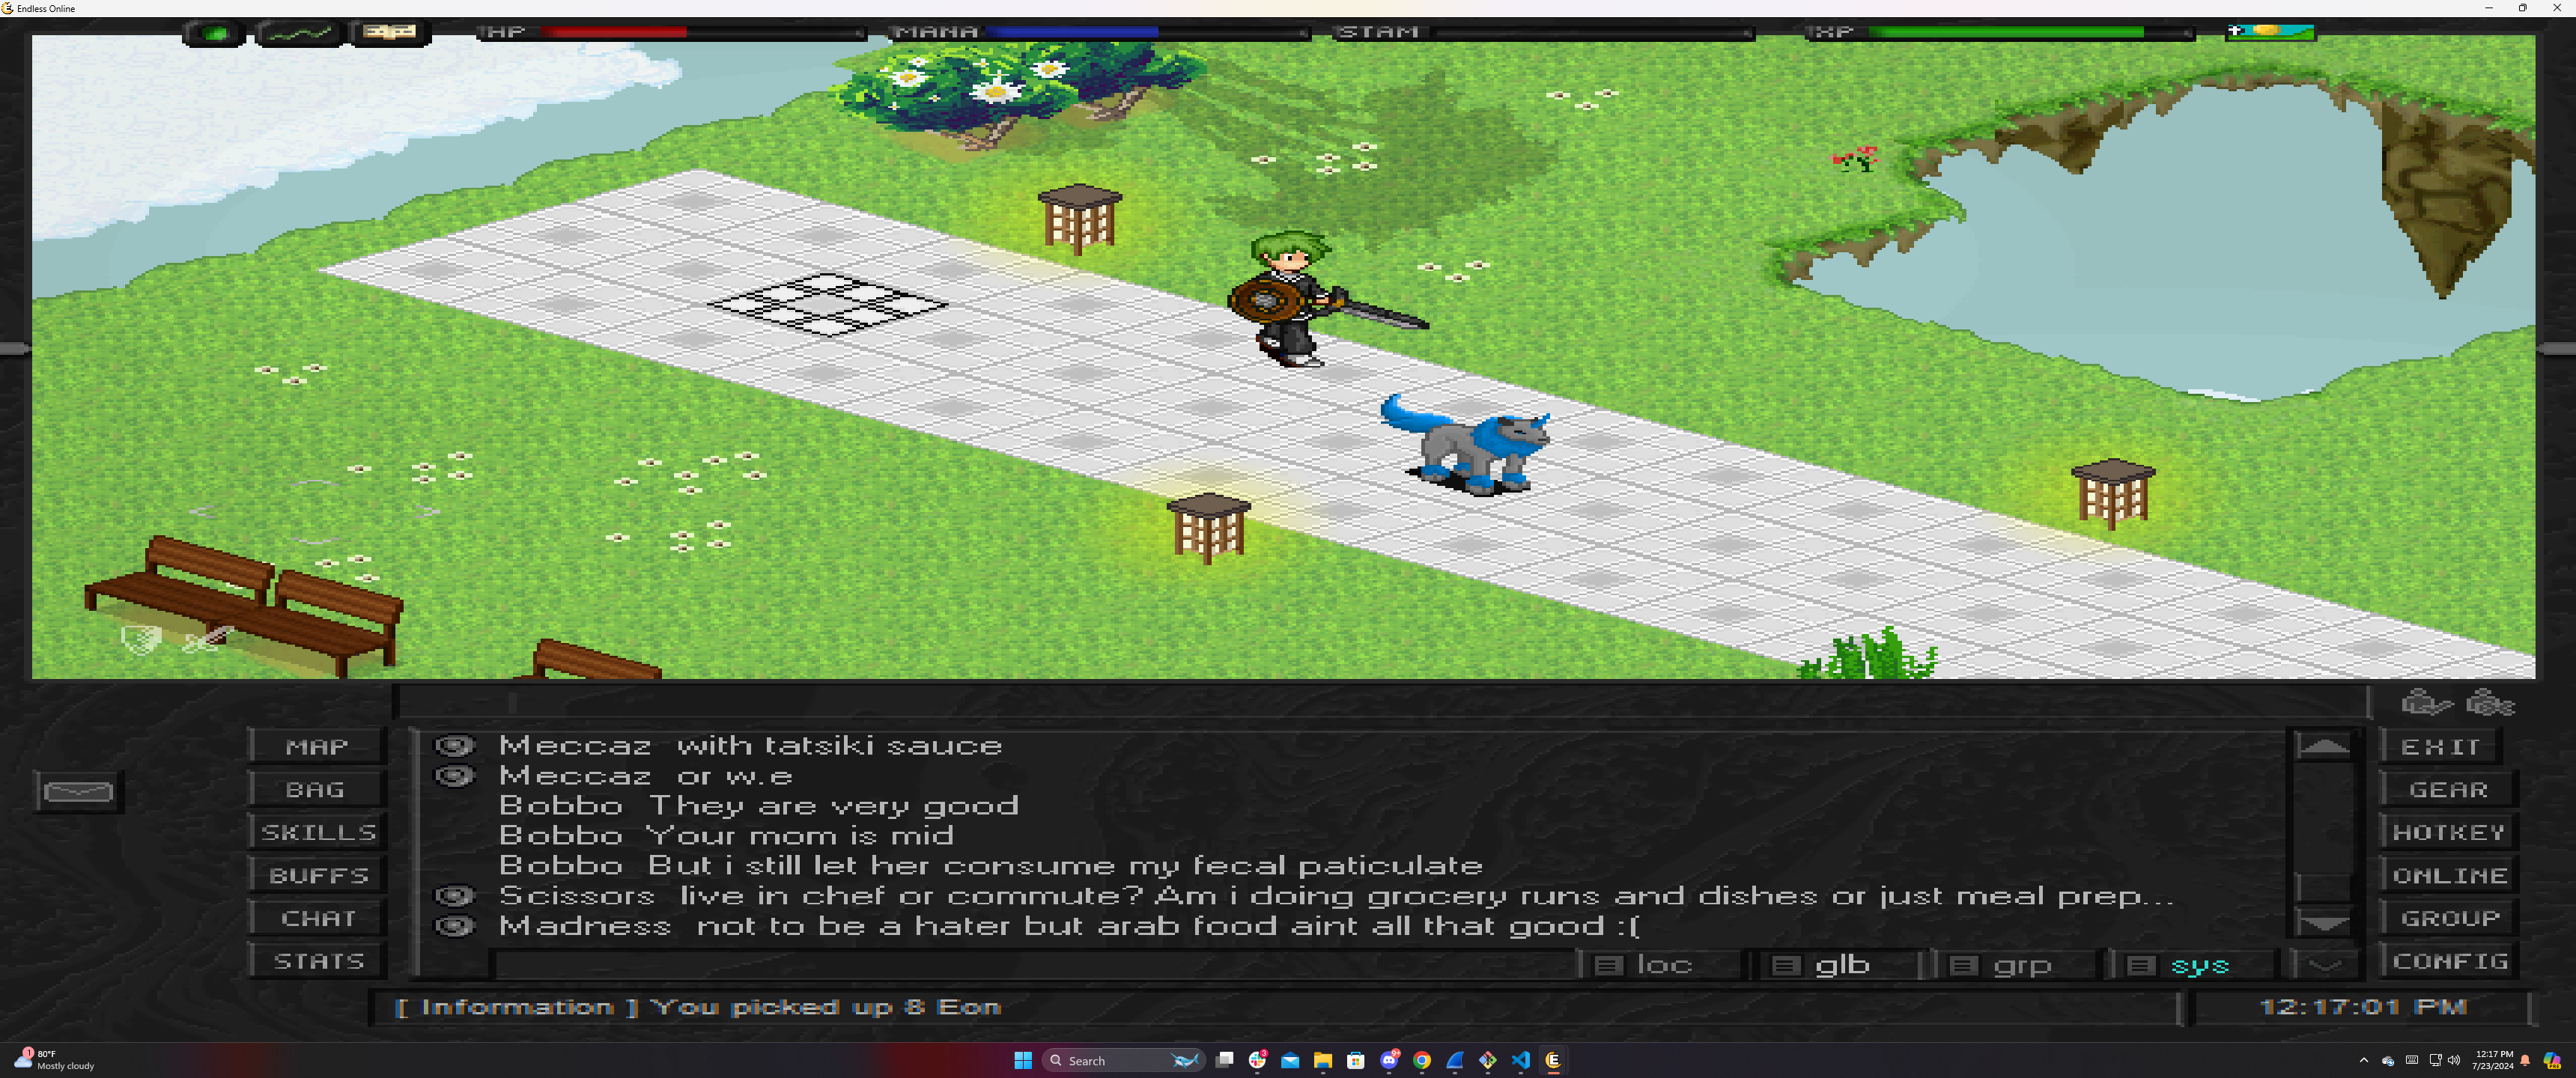 Endless Online
HP
MANA
STAM
XP
MAP
BAG
SKILLS
BUFFS
CHAT
STATS
Meccaz with tatsiki sauce
Meccaz or w.e
Bobbo They are very good
Bobbo Your mom is mid
Bobbo But i still let her consume my fecal paticulate
Scissors live in chef or commute? Am i doing grocery runs and dishes or just meal prep...
Madness not to be a hater but arab food aint all that good :(
EXIT
GEAR
HOTKEY
ONLINE
GROUP
CONFIG
loc glb grp sys
[ Information ] You picked up 8 Eon
12:17:01 PM
1
80°F
Mostly cloudy
Search
3
9+
12:17 PM
7/23/2024